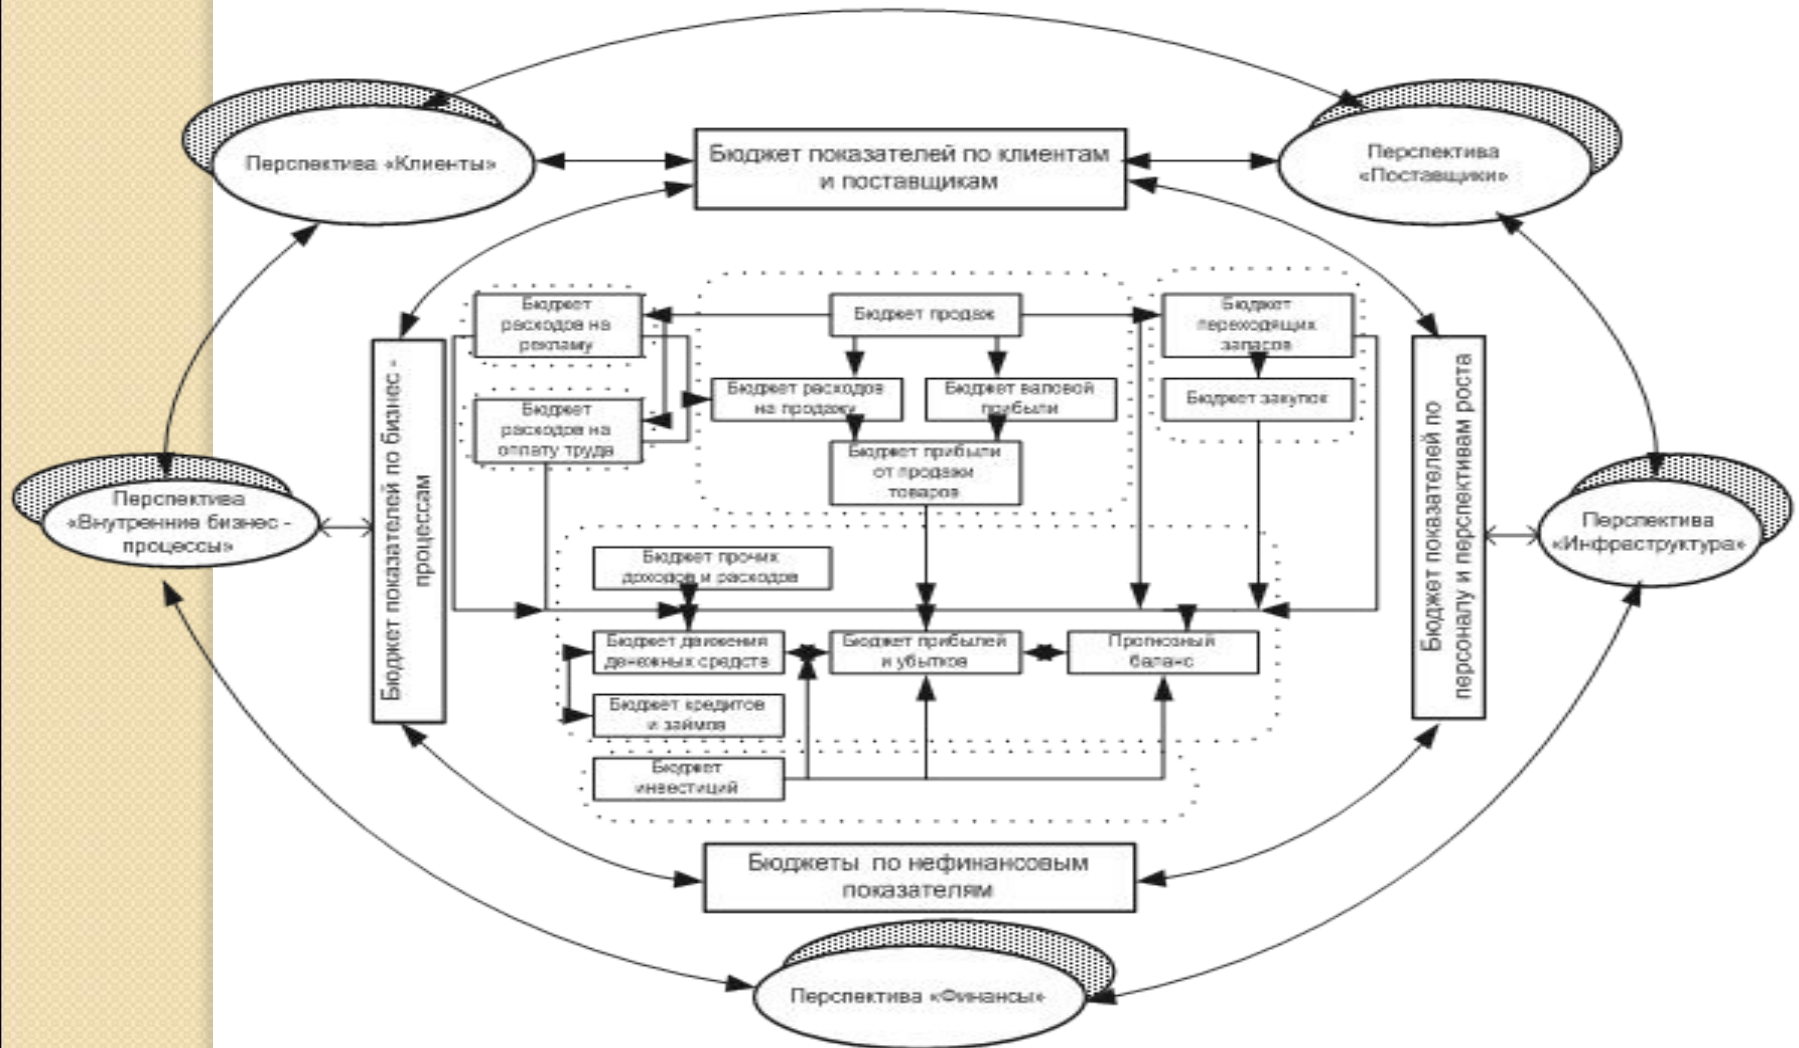 Перспектива «Клиенты»
Бюджет показателей по клиентам
и поставщикам
Перспектива
«Поставщики»
Бюджет
расходов на
рекламу
Бюджет продаж
Бюджет
переходящих
запасов
Бюджет расходов
на продажу
Бюджет валовой
прибыли
Бюджет закупок
Бюджет
расходов на
оплату труда
Бюджет прибыли
от продажи
товаров
Бюджет показателей по бизнес -
процессам
Бюджет показателей по
персоналу и перспективам роста
Перспектива
«Внутренние бизнес -
процессы»
Перспектива
«Инфраструктура»
Бюджет прочих
доходов и расходов
Бюджет движения
денежных средств
Бюджет прибылей
и убытков
Прогнозный
баланс
Бюджет кредитов
и займов
Бюджет
инвестиций
Бюджеты по нефинансовым
показателям
Перспектива «Финансы»